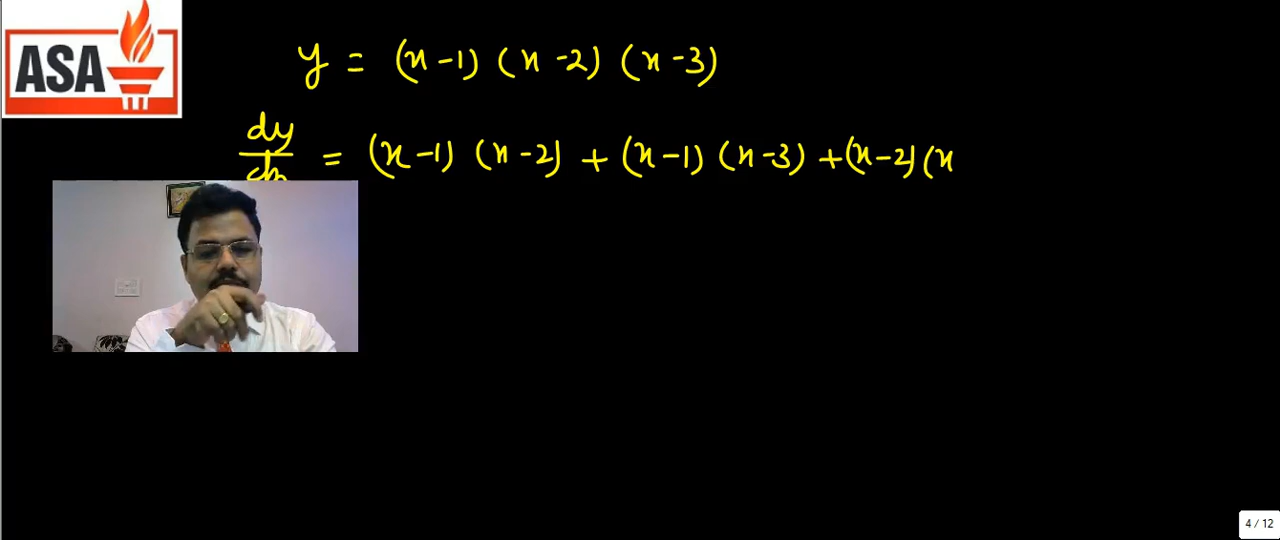 ASA
y = (x-1) (x-2) (x-3)
dy/dx = (x-1) (x-2) + (x-1) (x-3) + (x-2) (x
4 / 12